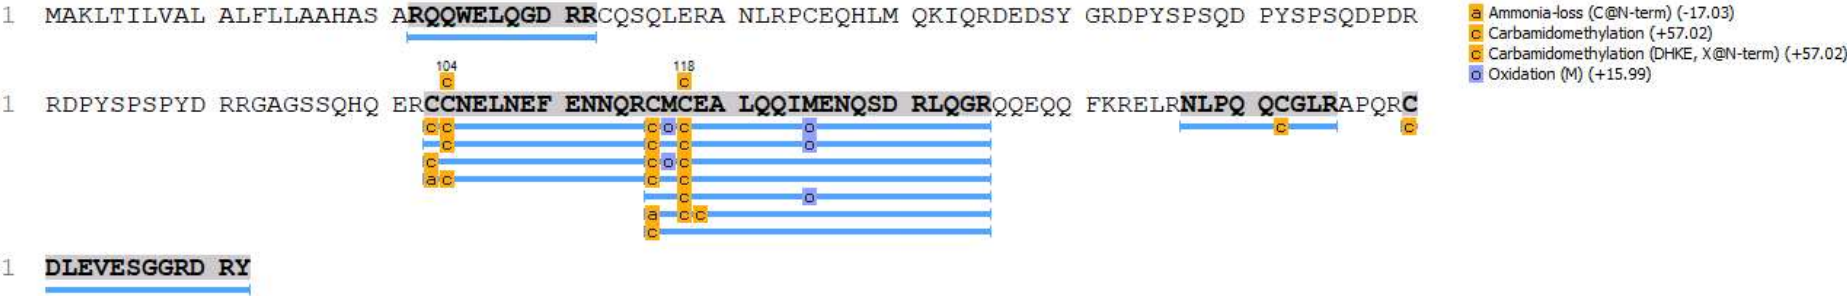 1 MAKLTILVAL ALFLLAAHAS ARQQWELQGD RRCQSQLERA NLRPCEQHLM QKIQRDEDSY GRDPYSPSQD PYSPSQDPDR
a Ammonia-loss (C@N-term) (-17.03)
c Carbamidomethylation (+57.02)
c Carbamidomethylation (DHKE, X@N-term) (+57.02)
o Oxidation (M) (+15.99)
104 118
c c
1 RDPYSPSPYD RRGAGSSQHQ ERCCNELNEF ENNQRCMCEA LQQIMENQSD RLQGRQQEQQ FKRELRNLPQ QCGLRAPQRC
c c c o c o c c
c c c o
c c o c
a c c c
c o
a c c
c
1 DLEVESGGRD RY